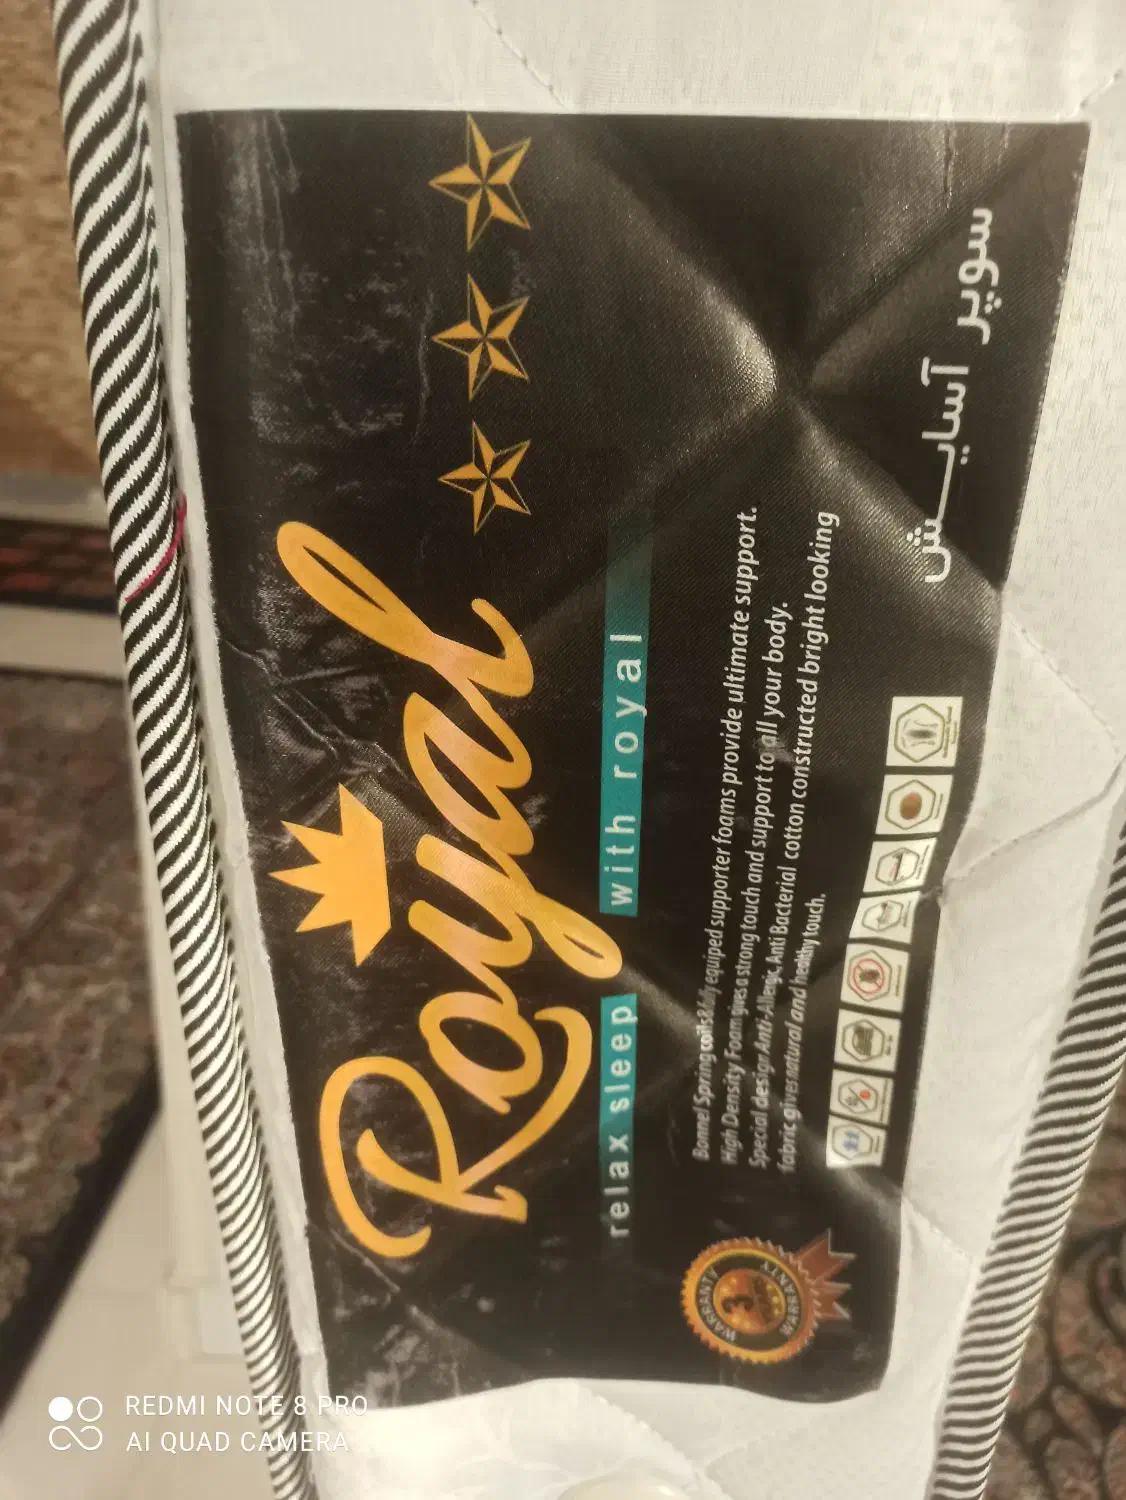 Royal
relax sleep with royal
Bonnel Spring coils & fully equiped supporter foams provide ultimate support.
High Density Foam gives a strong touch and support to all your body.
Special design Anti-Allergic, Anti Bacterial cotton constructed bright looking
fabric gives natural and healthy touch.
سوپر آسایـــش
WARRANTY
3
WARRANTY
REDMI NOTE 8 PRO
AI QUAD CAMERA